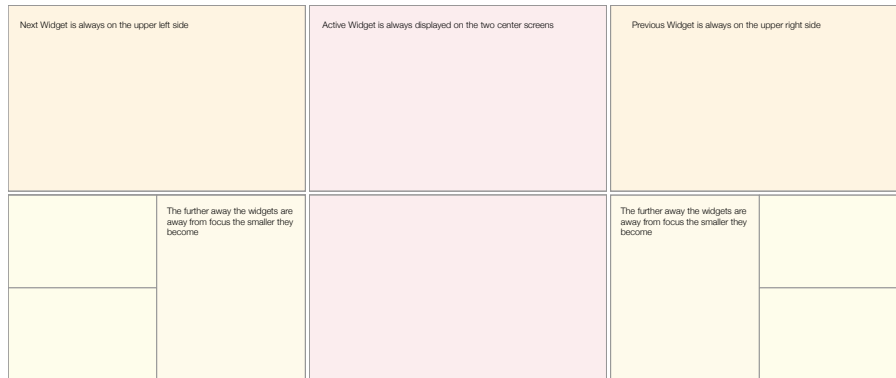 Next Widget is always on the upper left side
Active Widget is always displayed on the two center screens
Previous Widget is always on the upper right side
The further away the widgets are
away from focus the smaller they
become
The further away the widgets are
away from focus the smaller they
become